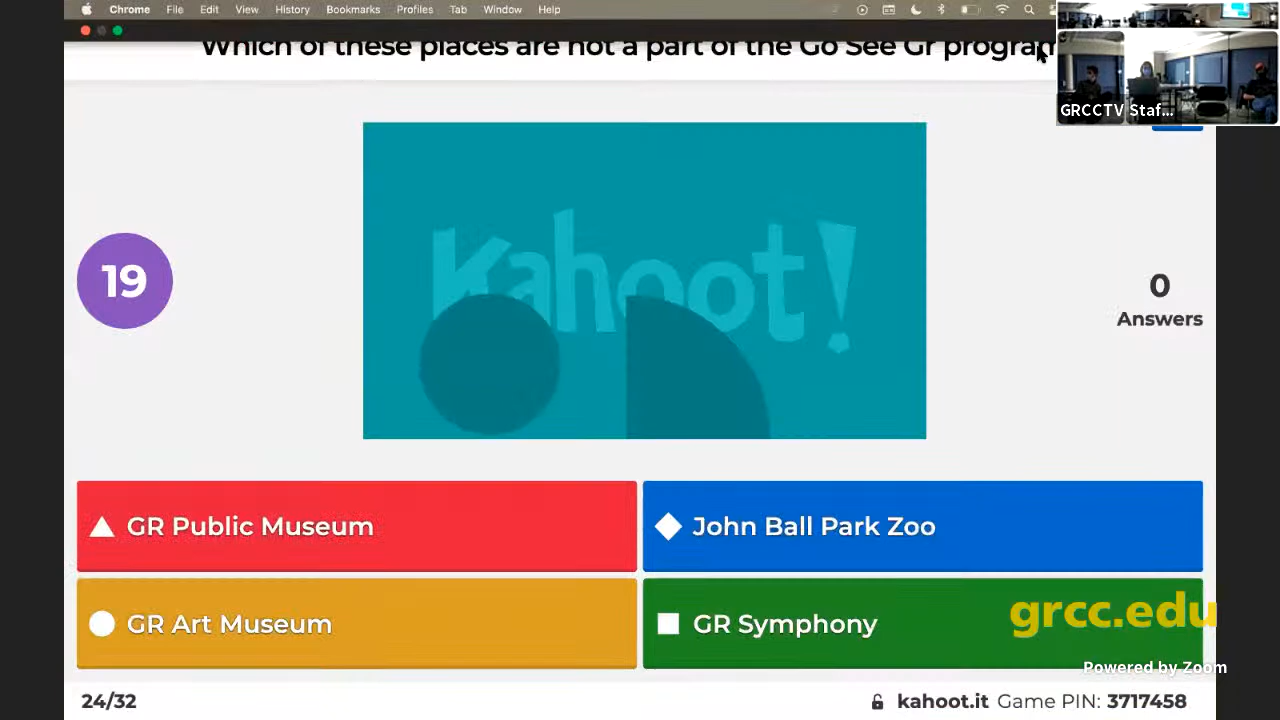 Chrome File Edit View History Bookmarks Profiles Tab Window Help
Which of these places are not a part of the Go See Gr program
GRCCTV Staf...
Kahoot!
19
0
Answers
GR Public Museum
John Ball Park Zoo
GR Art Museum
GR Symphony
grcc.edu
Powered by Zoom
24/32
kahoot.it Game PIN: 3717458